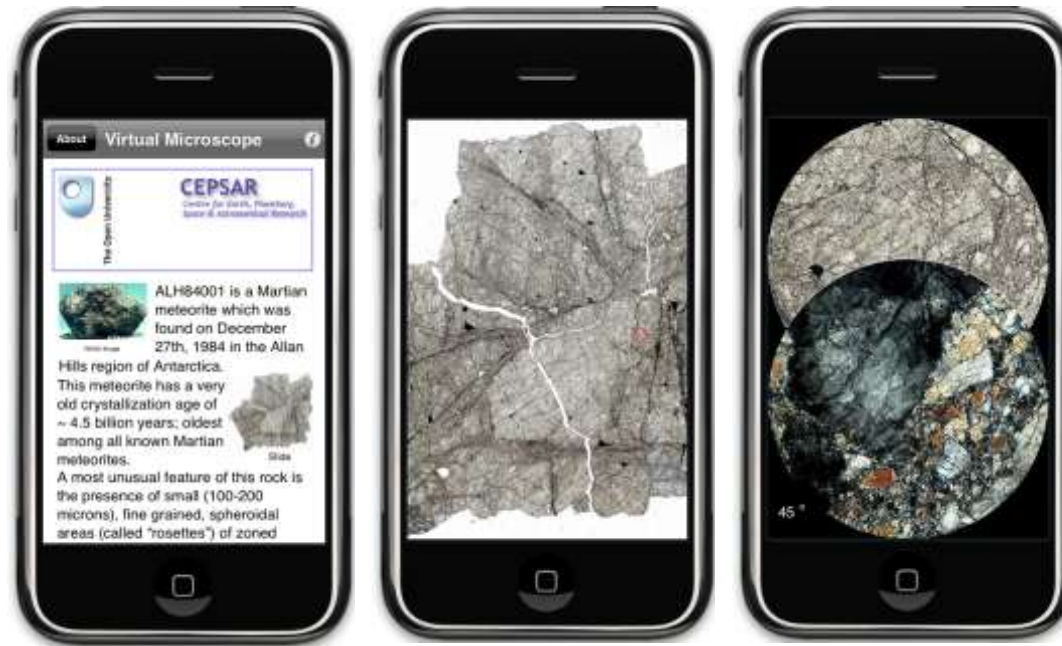 About
Virtual Microscope
The Open University
CEPSAR
Centre for Earth, Planetary,
Space & Astronomical Research
ALH84001 is a Martian
meteorite which was
found on December
27th, 1984 in the Allan
Hills region of Antarctica.
This meteorite has a very
old crystallization age of
~ 4.5 billion years; oldest
among all known Martian
meteorites.
Slide
A most unusual feature of this rock is
the presence of small (100-200
microns), fine grained, spheroidal
areas (called "rosettes") of zoned
45 °